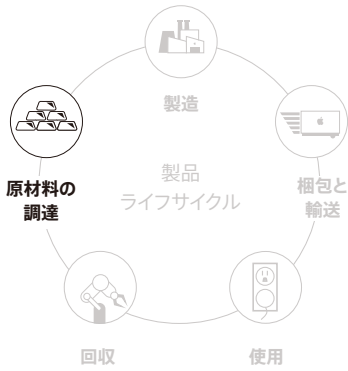 製造
原材料の
調達
製品
ライフサイクル
梱包と
輸送
回収
使用